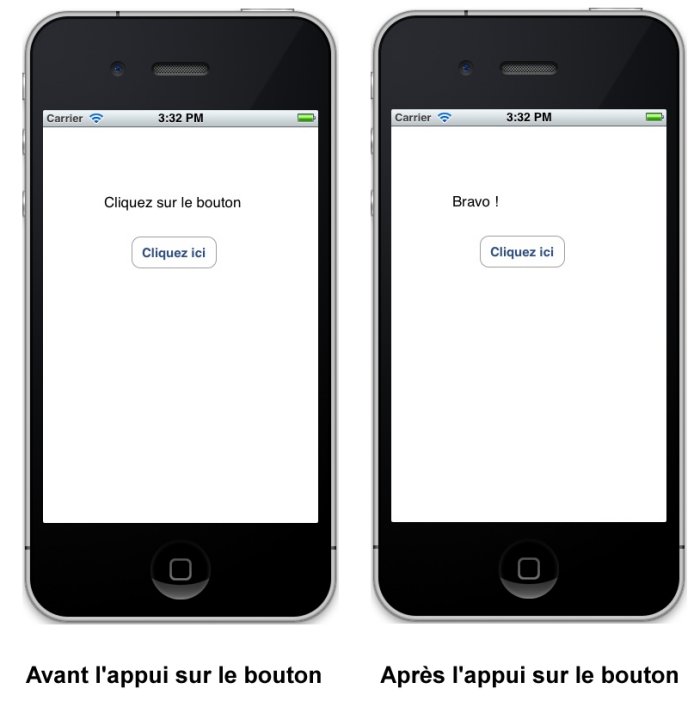 Carrier 3:32 PM
Cliquez sur le bouton
Cliquez ici
Avant l'appui sur le bouton
Carrier 3:32 PM
Bravo !
Cliquez ici
Après l'appui sur le bouton